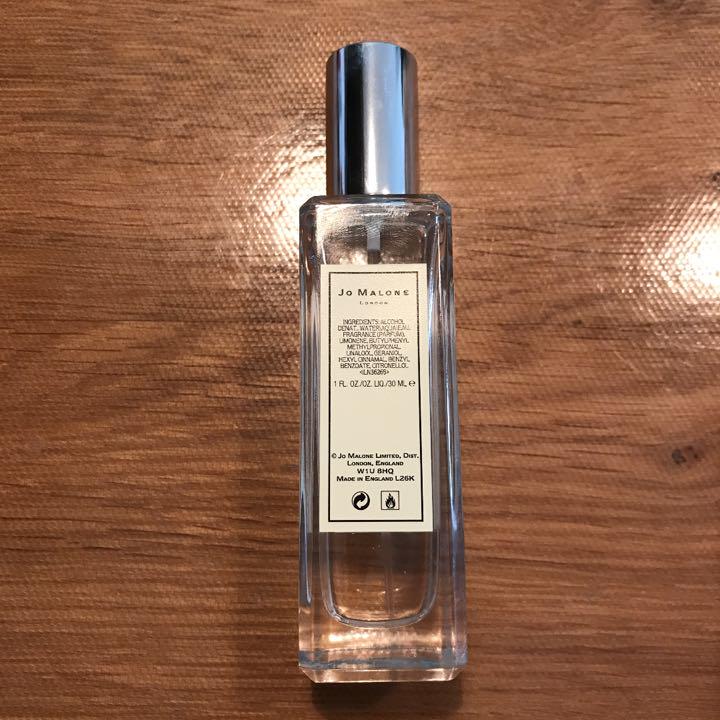 Jo Malone
London
INGREDIENTS: ALCOHOL
DENAT., WATER\AQUA\EAU,
FRAGRANCE (PARFUM),
LIMONENE, BUTYLPHENYL
METHYLPROPIONAL,
LINALOOL, GERANIOL,
HEXYL CINNAMAL, BENZYL
BENZOATE, CITRONELLOL
<ILN36265>
1 FL. OZ./OZ. LIQ./30 ML ℮
© Jo Malone Limited, Dist.
London, England
W1U 8HQ
Made in England L26K